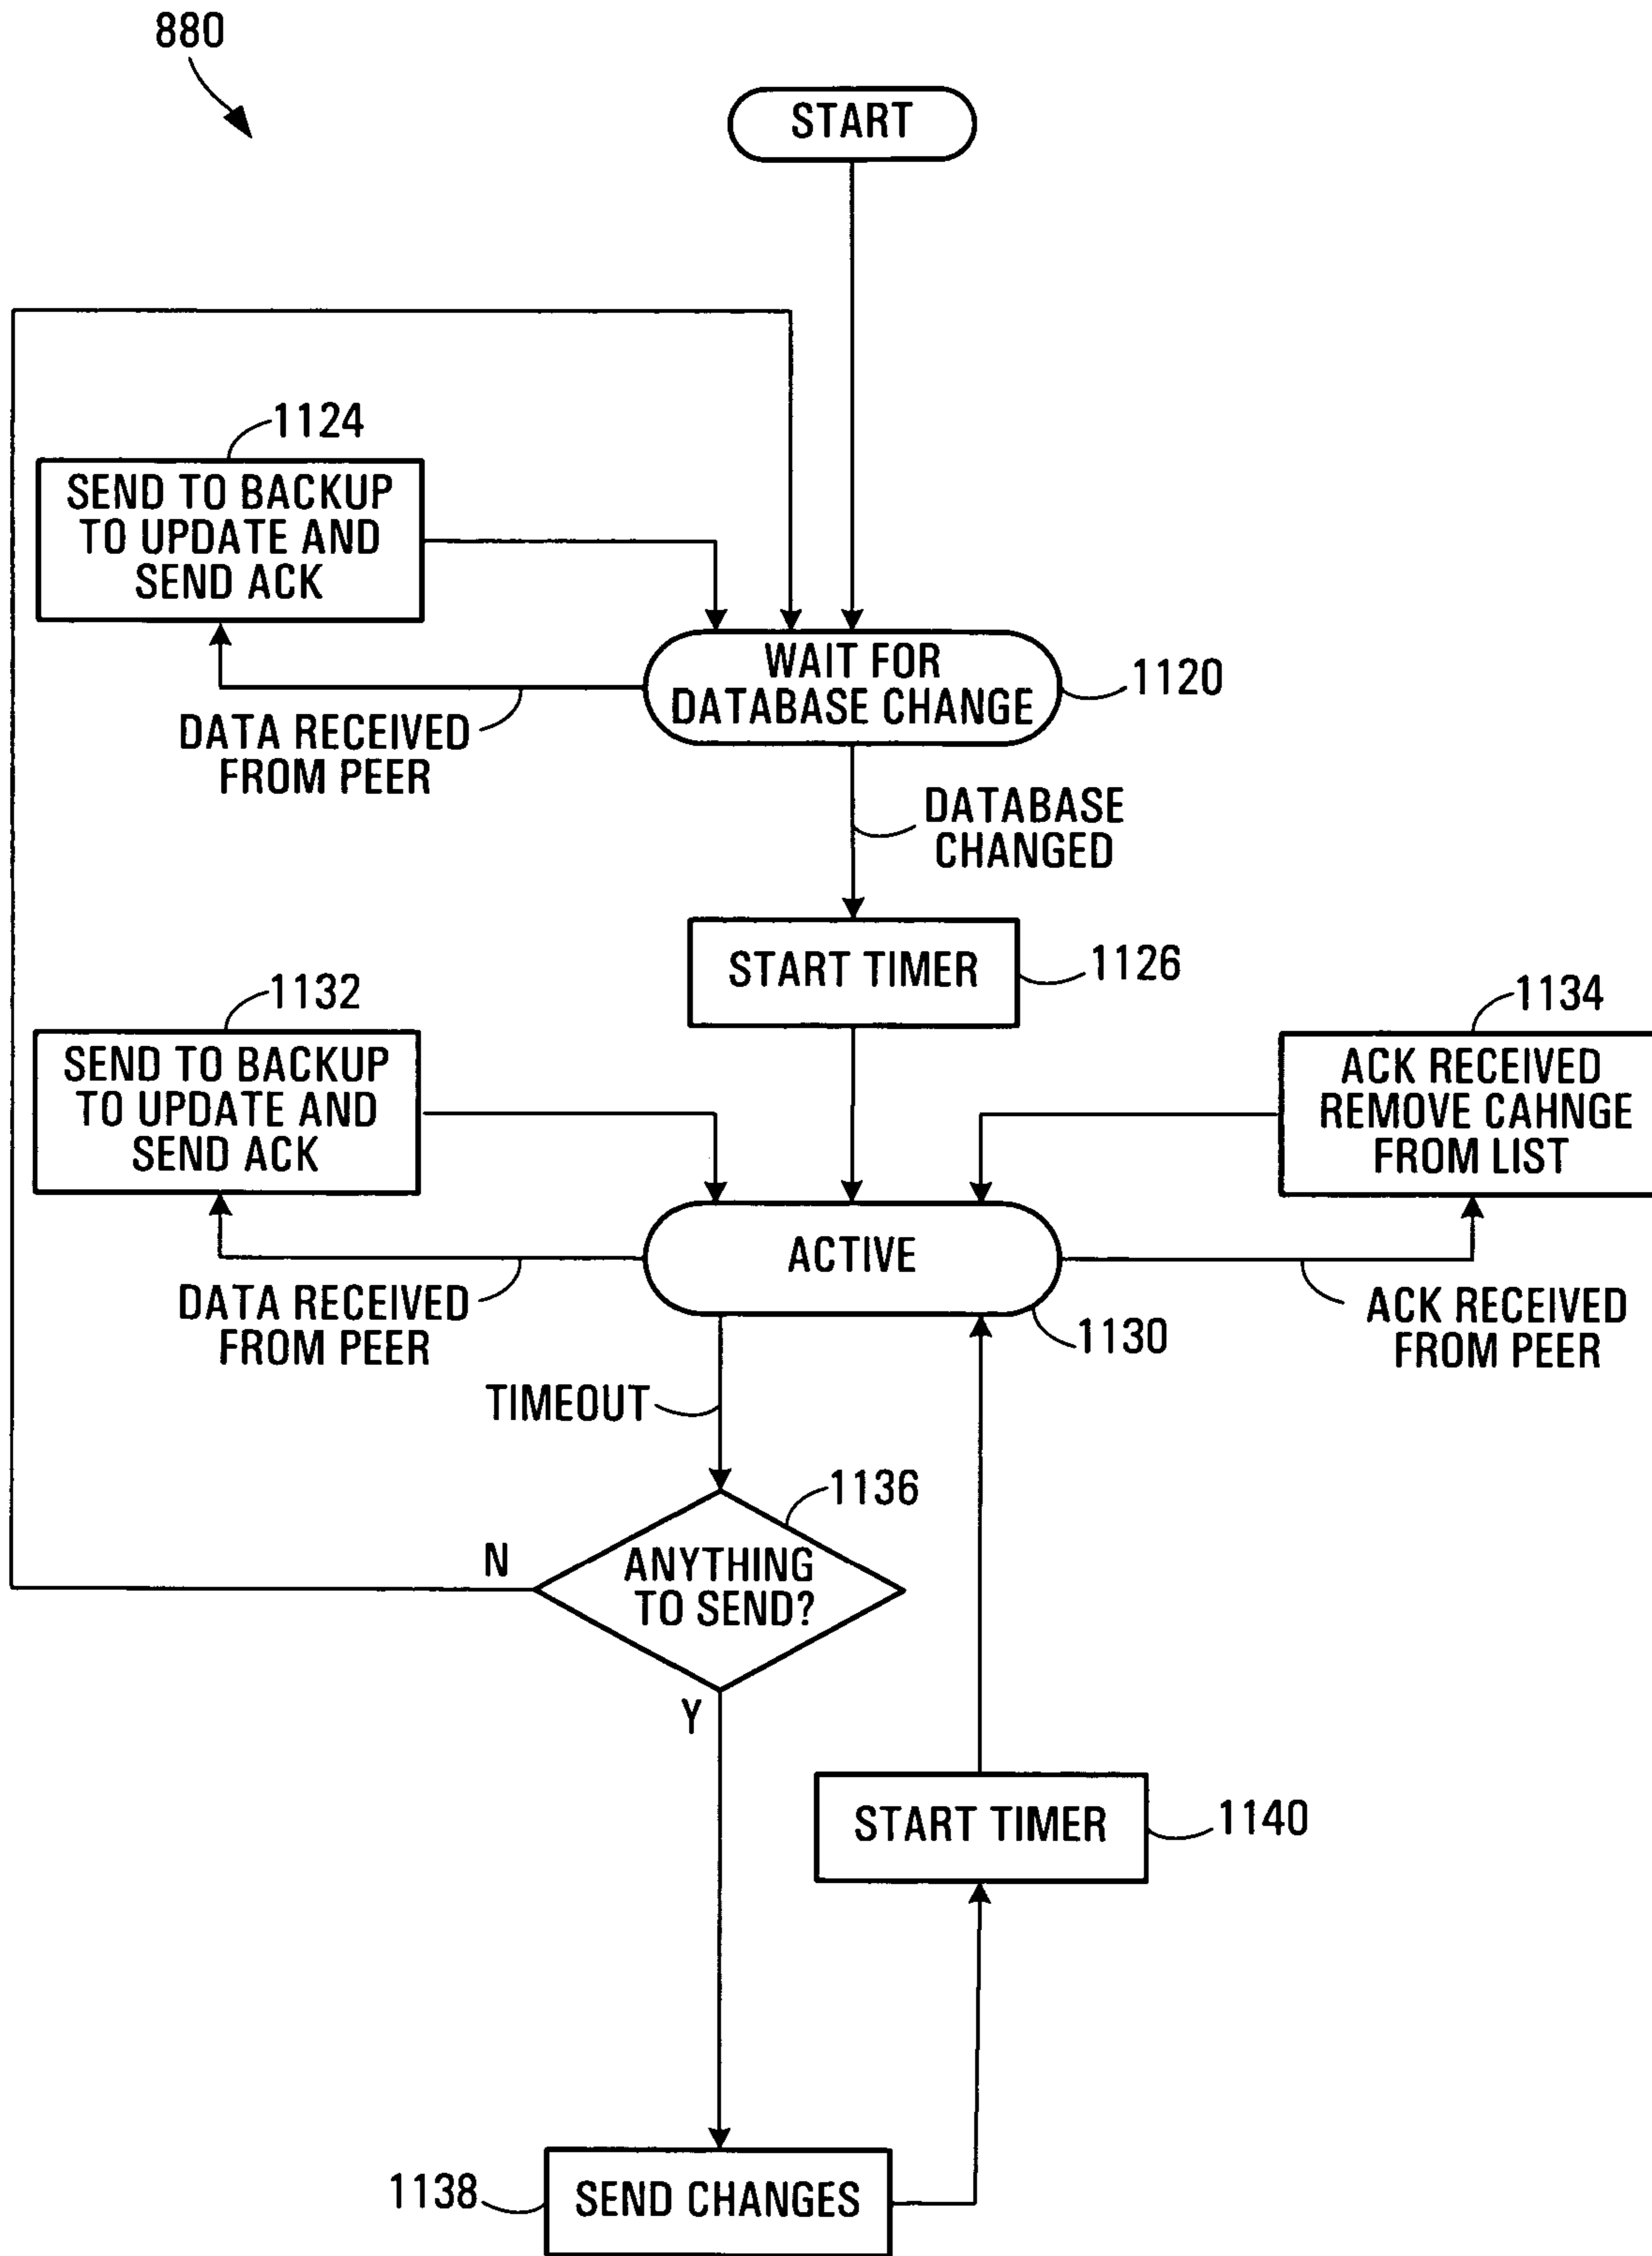 880
START
1124
SEND TO BACKUP
TO UPDATE AND
SEND ACK
WAIT FOR
DATABASE CHANGE
1120
DATA RECEIVED
FROM PEER
DATABASE
CHANGED
START TIMER
1126
1132
SEND TO BACKUP
TO UPDATE AND
SEND ACK
1134
ACK RECEIVED
REMOVE CAHNGE
FROM LIST
ACTIVE
1130
DATA RECEIVED
FROM PEER
ACK RECEIVED
FROM PEER
TIMEOUT
1136
N
ANYTHING
TO SEND?
Y
START TIMER
1140
1138
SEND CHANGES